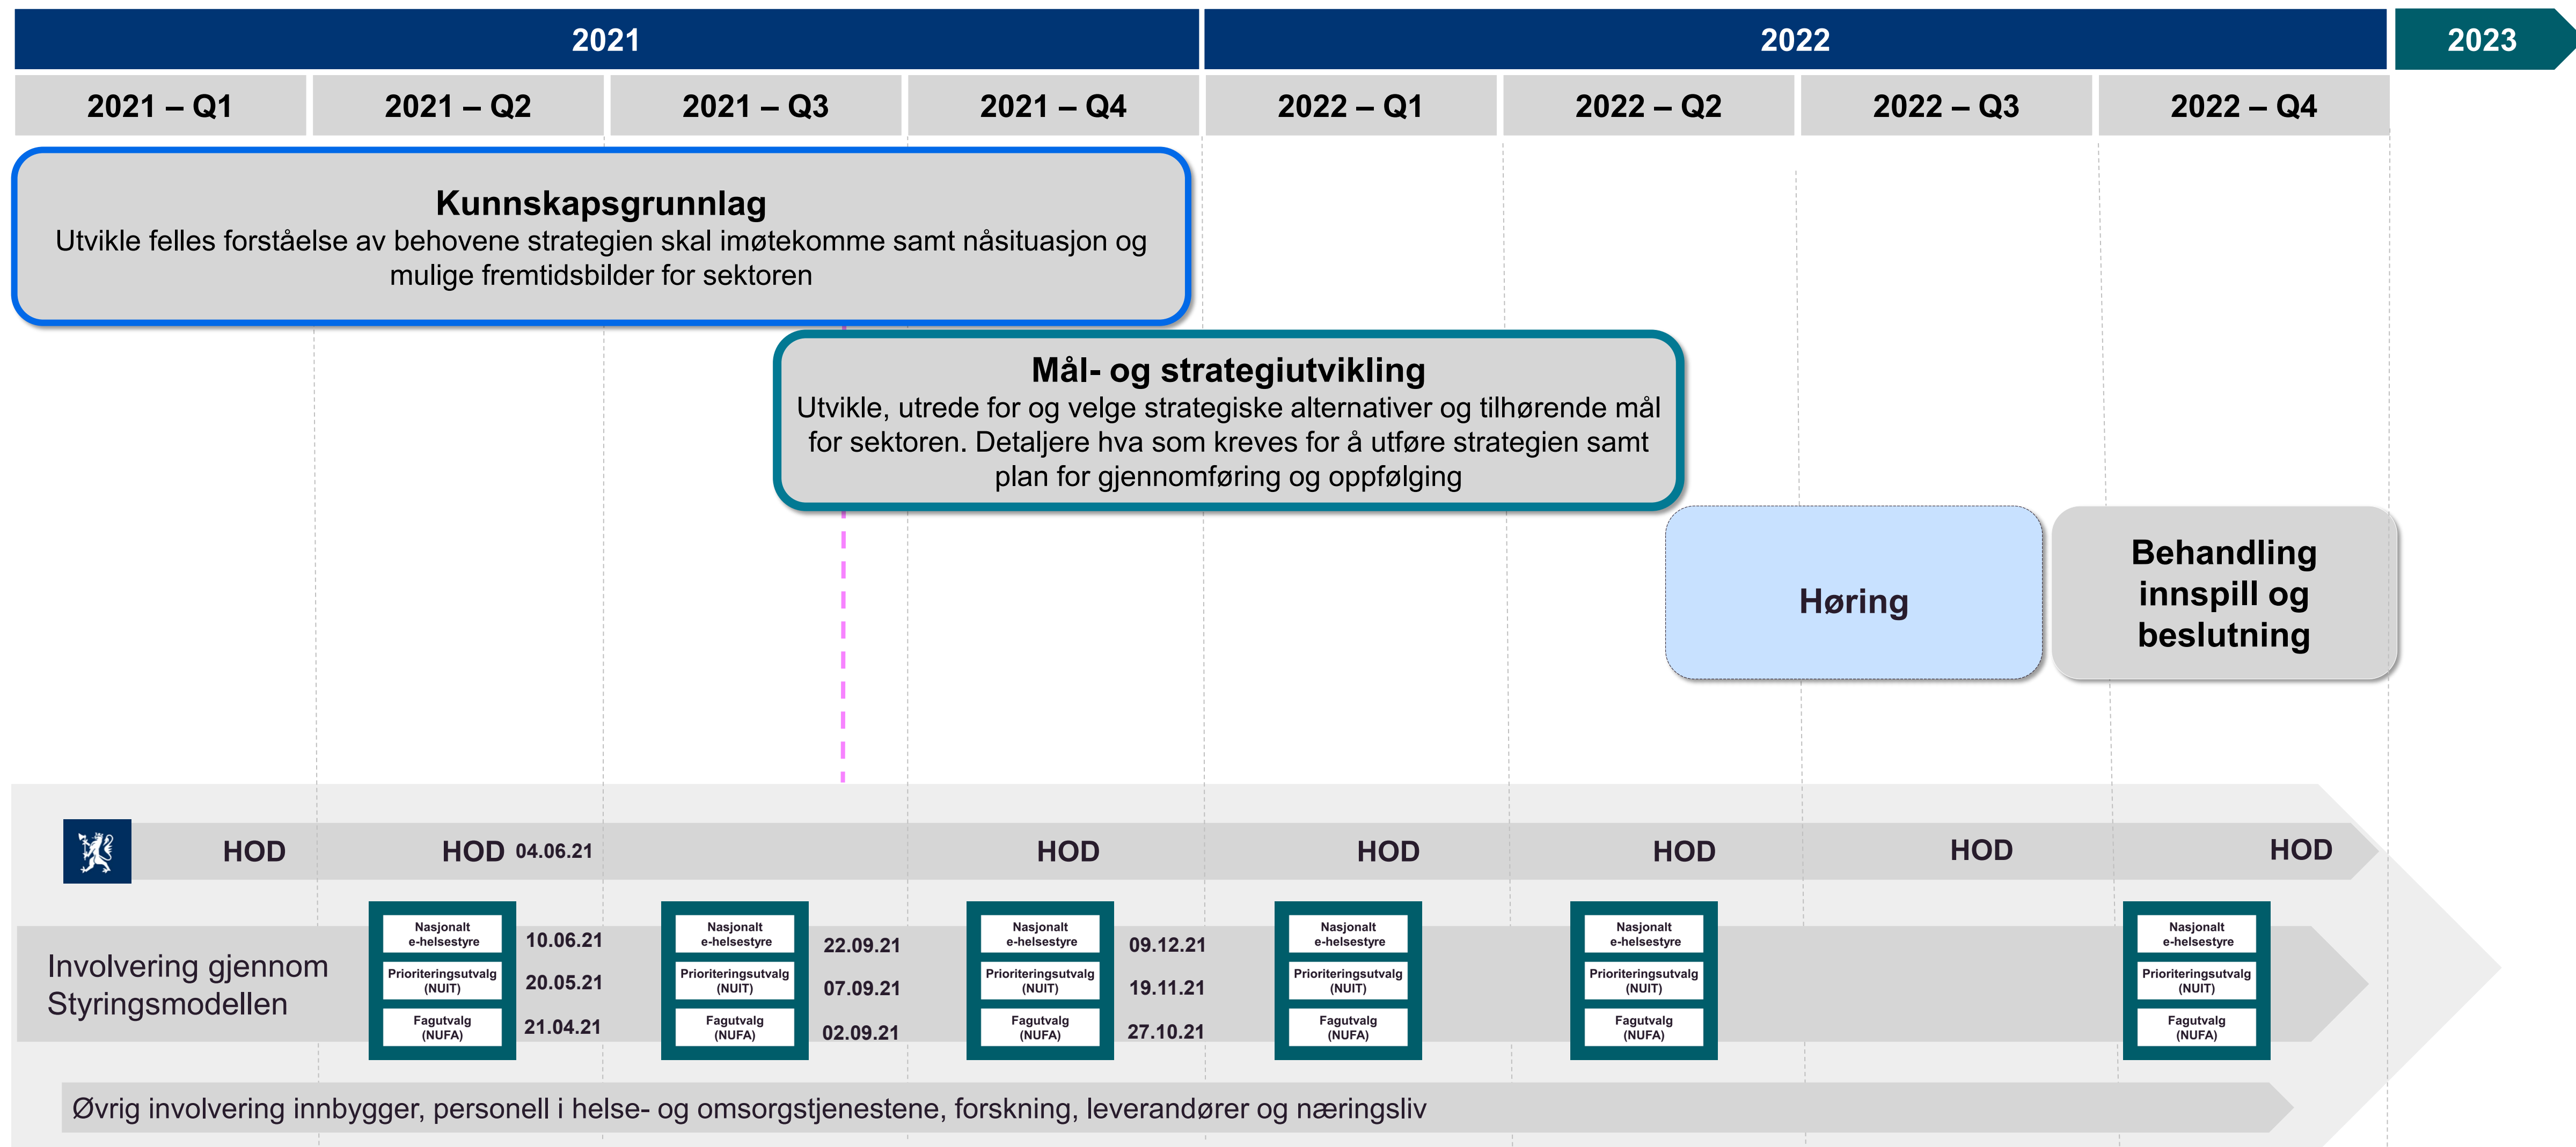 2021
2022
2023
2021 – Q1
2021 – Q2
2021 – Q3
2021 – Q4
2022 – Q1
2022 – Q2
2022 – Q3
2022 – Q4
Kunnskapsgrunnlag
Utvikle felles forståelse av behovene strategien skal imøtekomme samt nåsituasjon og
mulige fremtidsbilder for sektoren
Mål- og strategiutvikling
Utvikle, utrede for og velge strategiske alternativer og tilhørende mål
for sektoren. Detaljere hva som kreves for å utføre strategien samt
plan for gjennomføring og oppfølging
Høring
Behandling
innspill og
beslutning
HOD
HOD 04.06.21
HOD
HOD
HOD
HOD
HOD
Involvering gjennom
Styringsmodellen
Nasjonalt
e-helsestyre
10.06.21
Prioriteringsutvalg
(NUIT)
20.05.21
Fagutvalg
(NUFA)
21.04.21
Nasjonalt
e-helsestyre
22.09.21
Prioriteringsutvalg
(NUIT)
07.09.21
Fagutvalg
(NUFA)
02.09.21
Nasjonalt
e-helsestyre
09.12.21
Prioriteringsutvalg
(NUIT)
19.11.21
Fagutvalg
(NUFA)
27.10.21
Nasjonalt
e-helsestyre
Prioriteringsutvalg
(NUIT)
Fagutvalg
(NUFA)
Nasjonalt
e-helsestyre
Prioriteringsutvalg
(NUIT)
Fagutvalg
(NUFA)
Nasjonalt
e-helsestyre
Prioriteringsutvalg
(NUIT)
Fagutvalg
(NUFA)
Øvrig involvering innbygger, personell i helse- og omsorgstjenestene, forskning, leverandører og næringsliv